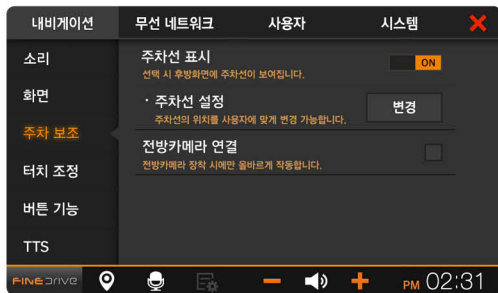 내비게이션 무선 네트워크 사용자 시스템
소리
화면
주차 보조
터치 조정
버튼 기능
TTS
주차선 표시
ON
선택 시 후방화면에 주차선이 보여집니다.
· 주차선 설정
변경
주차선의 위치를 사용자에 맞게 변경 가능합니다.
전방카메라 연결
전방카메라 장착 시에만 올바르게 작동합니다.
FINEDRIVE
PM 02:31